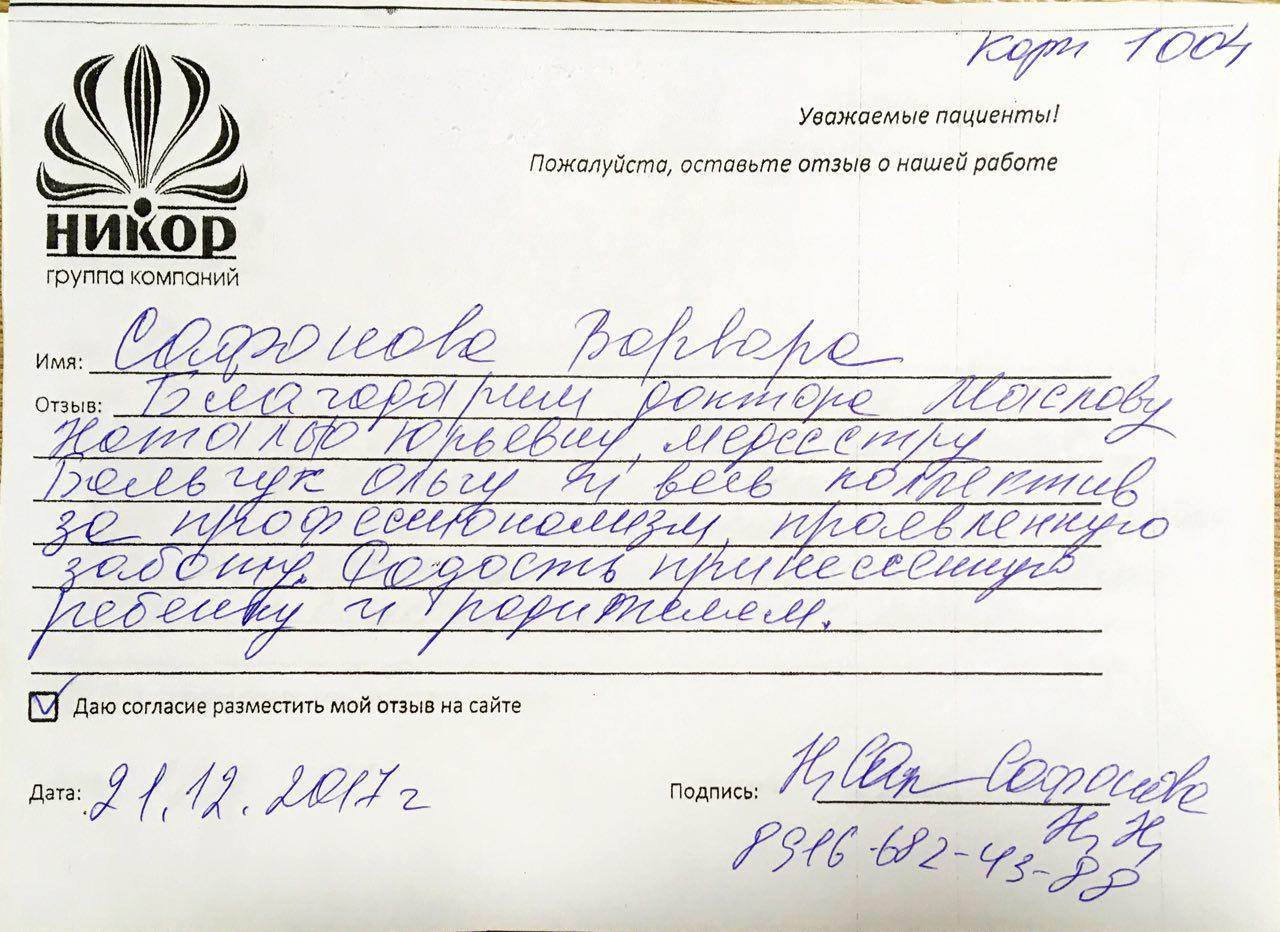 корп 1004
Уважаемые пациенты!
Пожалуйста, оставьте отзыв о нашей работе
НИКОР
группа компаний
Имя: Сафонова Варвара
Отзыв: Благодарим доктора Маслову
Наталью Юрьевну, медсестру
Бельчук Ольгу и весь коллектив
за профессионализм, проявленную
заботу. Радость принесенную
ребенку и родителям.
Даю согласие разместить мой отзыв на сайте
Дата: 21.12.2017г
Подпись: Сафонова
НН
8916-682-43-88